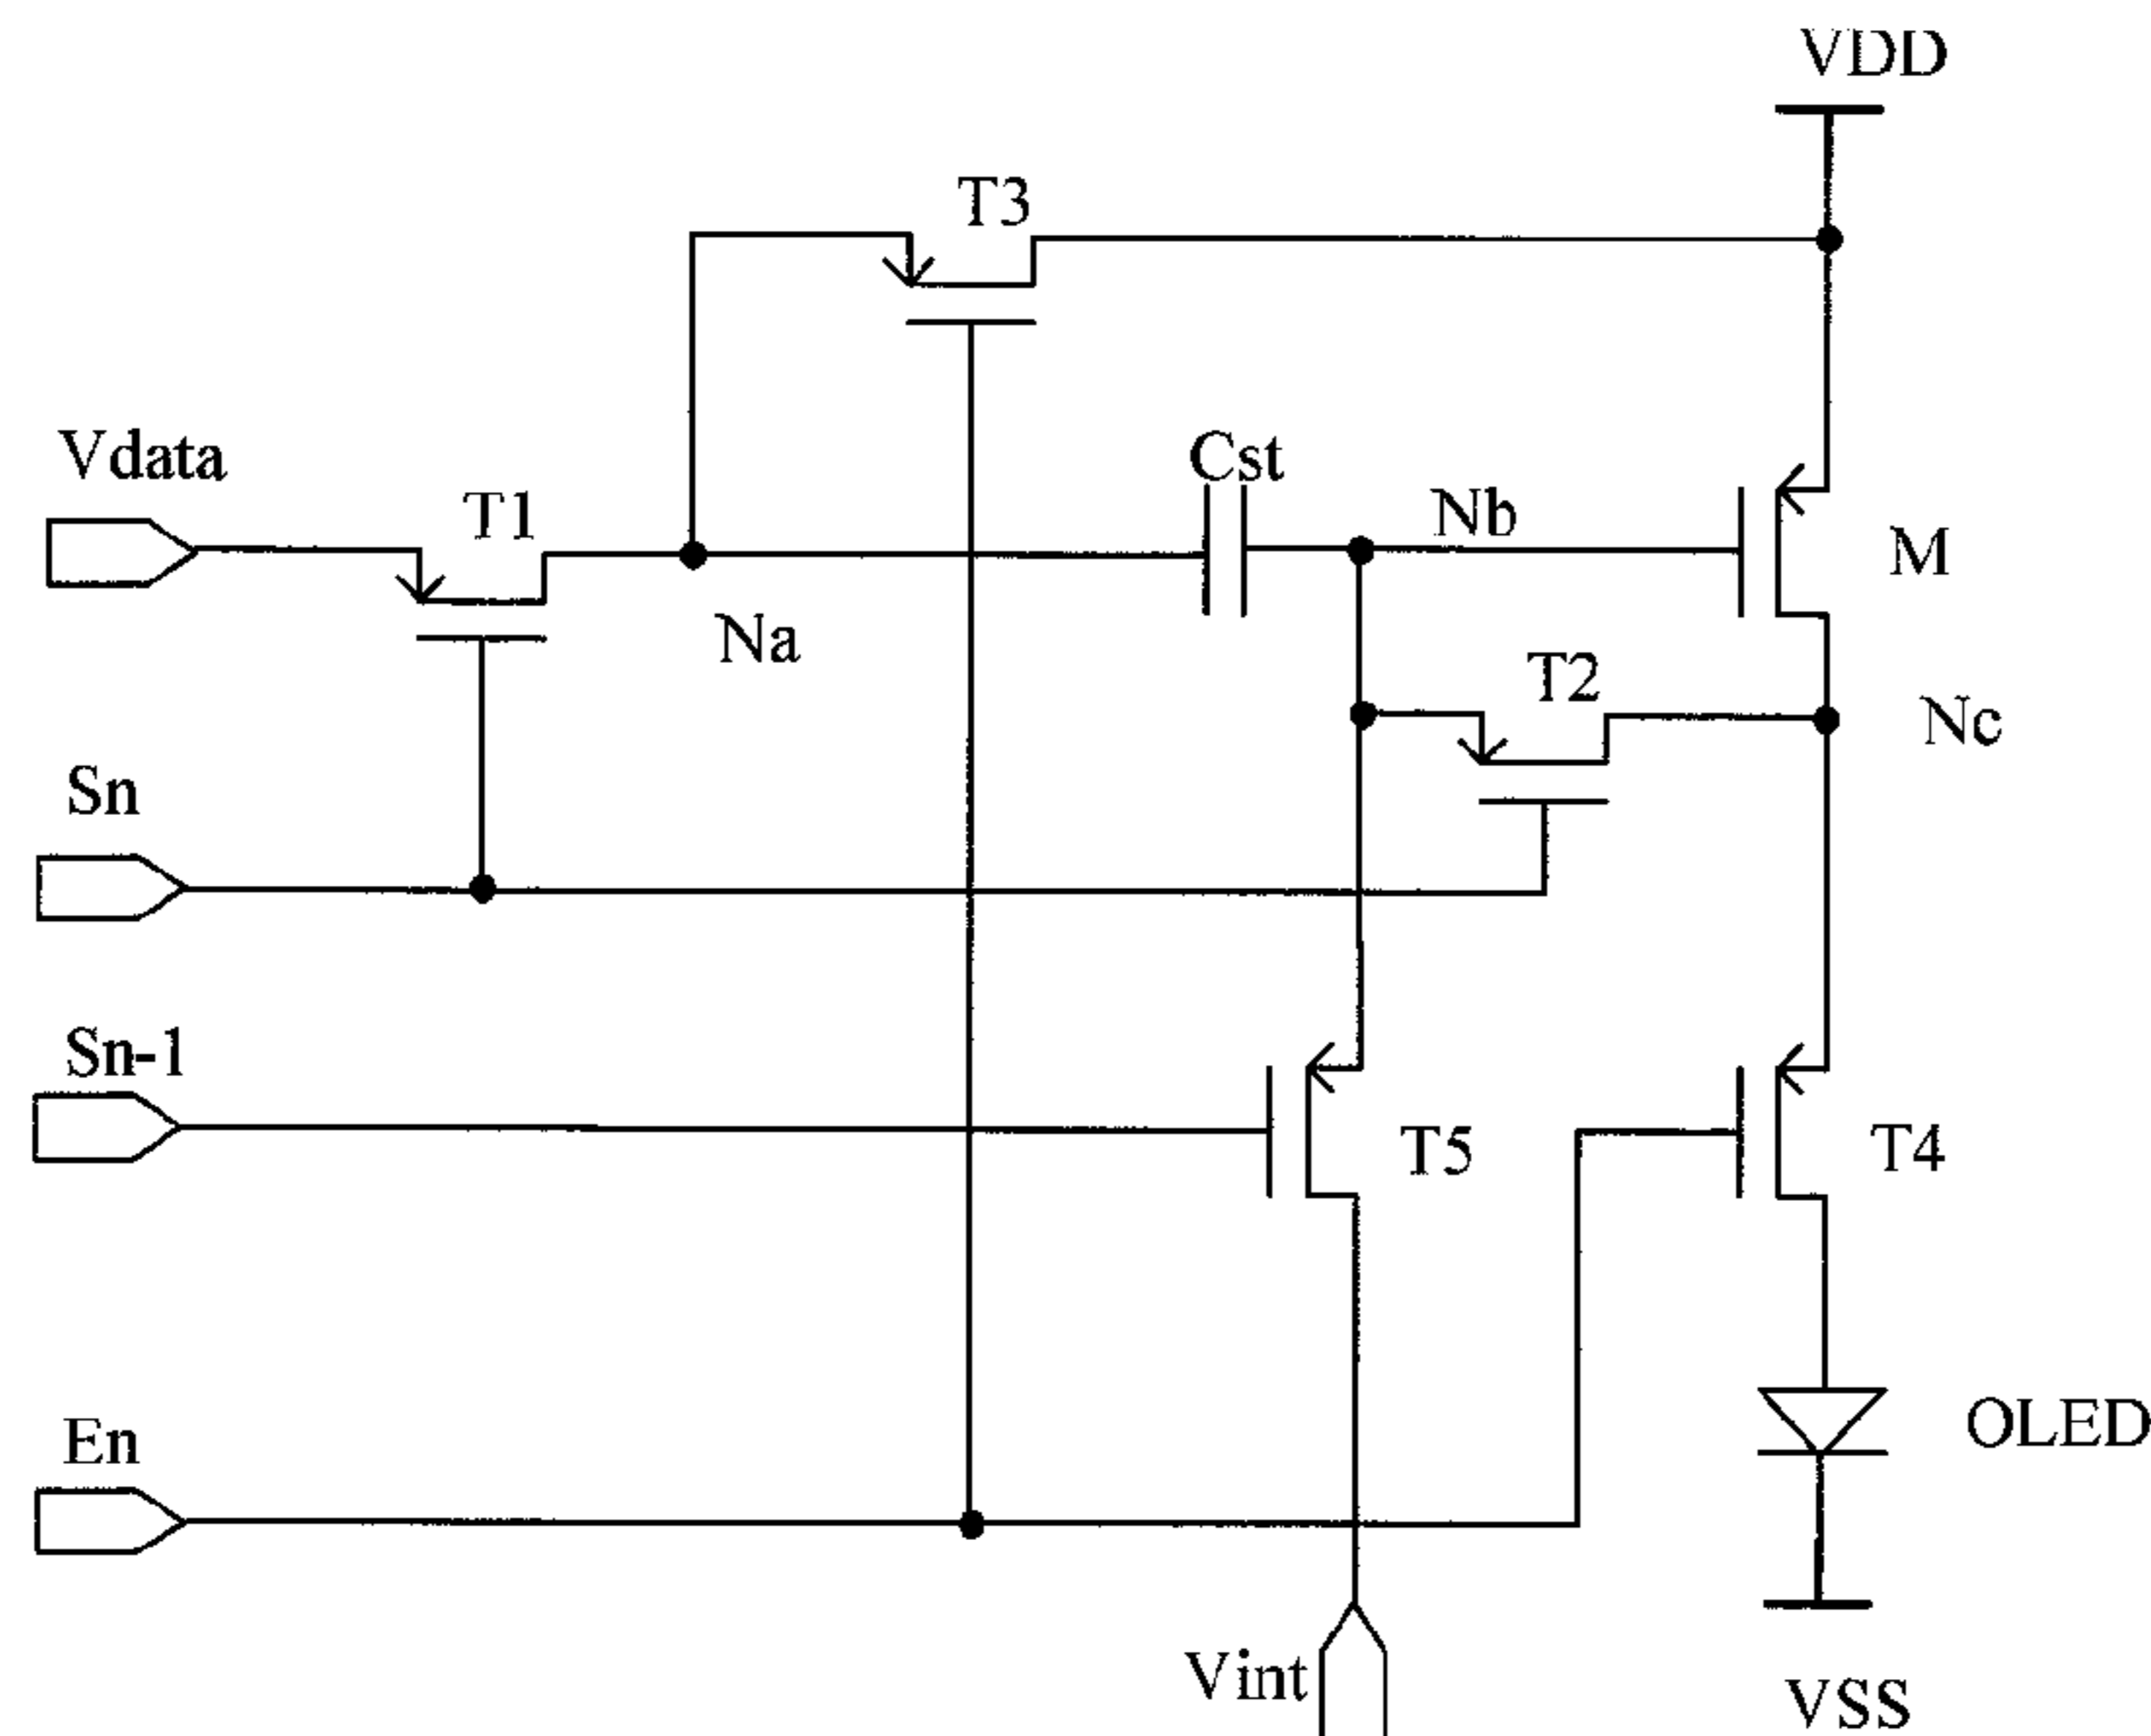 VDD
T3
Vdata
Cst
T1
Nb
M
Na
T2
Nc
Sn
Sn-1
T5
T4
En
OLED
Vint
VSS